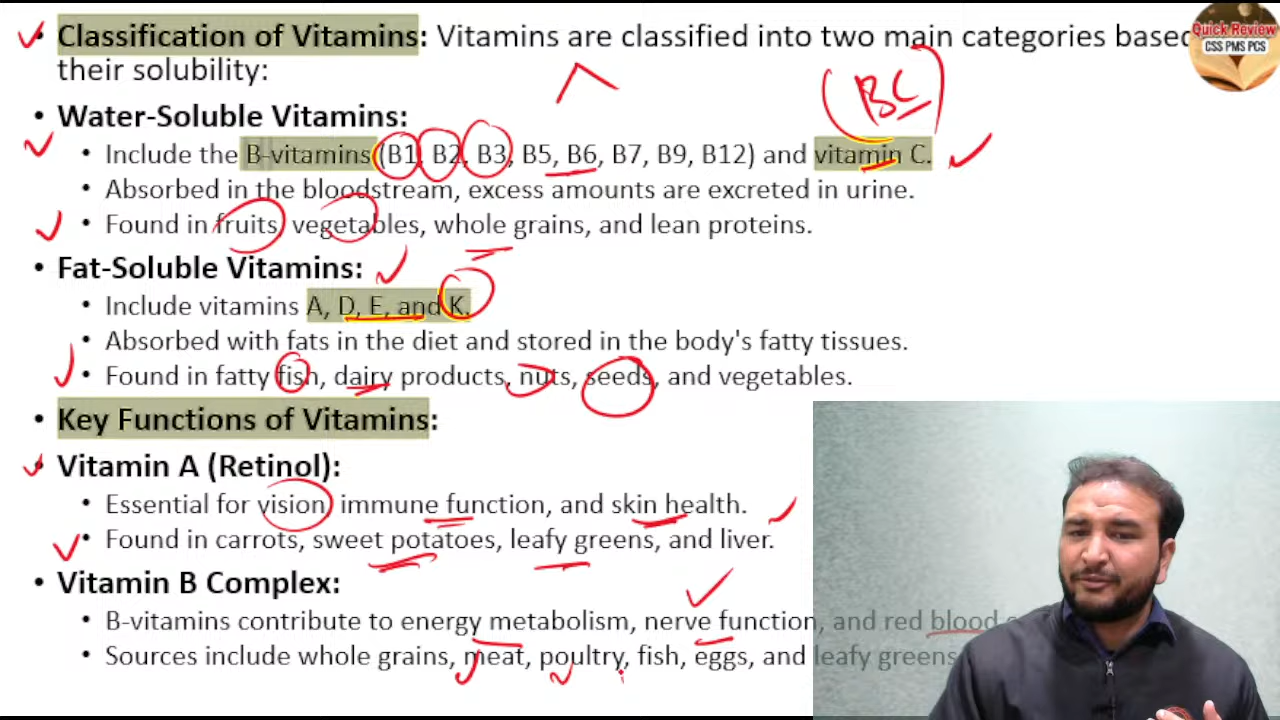 • Classification of Vitamins: Vitamins are classified into two main categories based
their solubility:
• Water-Soluble Vitamins:
• Include the B-vitamins (B1, B2, B3, B5, B6, B7, B9, B12) and vitamin C.
• Absorbed in the bloodstream, excess amounts are excreted in urine.
• Found in fruits, vegetables, whole grains, and lean proteins.
• Fat-Soluble Vitamins:
• Include vitamins A, D, E, and K.
• Absorbed with fats in the diet and stored in the body's fatty tissues.
• Found in fatty fish, dairy products, nuts, seeds, and vegetables.
• Key Functions of Vitamins:
• Vitamin A (Retinol):
• Essential for vision, immune function, and skin health.
• Found in carrots, sweet potatoes, leafy greens, and liver.
• Vitamin B Complex:
• B-vitamins contribute to energy metabolism, nerve function, and red blood
• Sources include whole grains, meat, poultry, fish, eggs, and leafy greens
(BC)
Quick Review
CSS PMS PCS